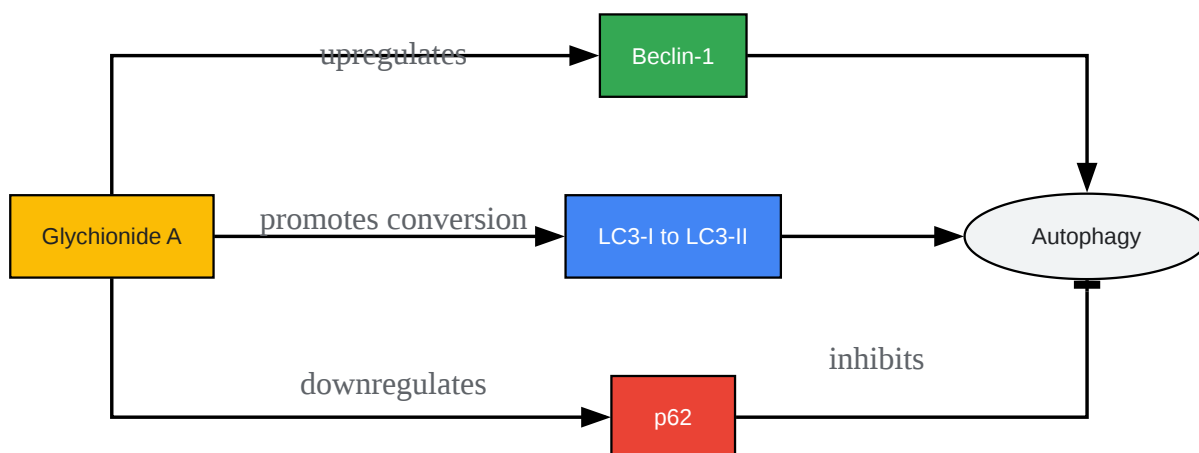 upregulates
Beclin-1
Glychionide A
promotes conversion
LC3-I to LC3-II
Autophagy
downregulates
inhibits
p62